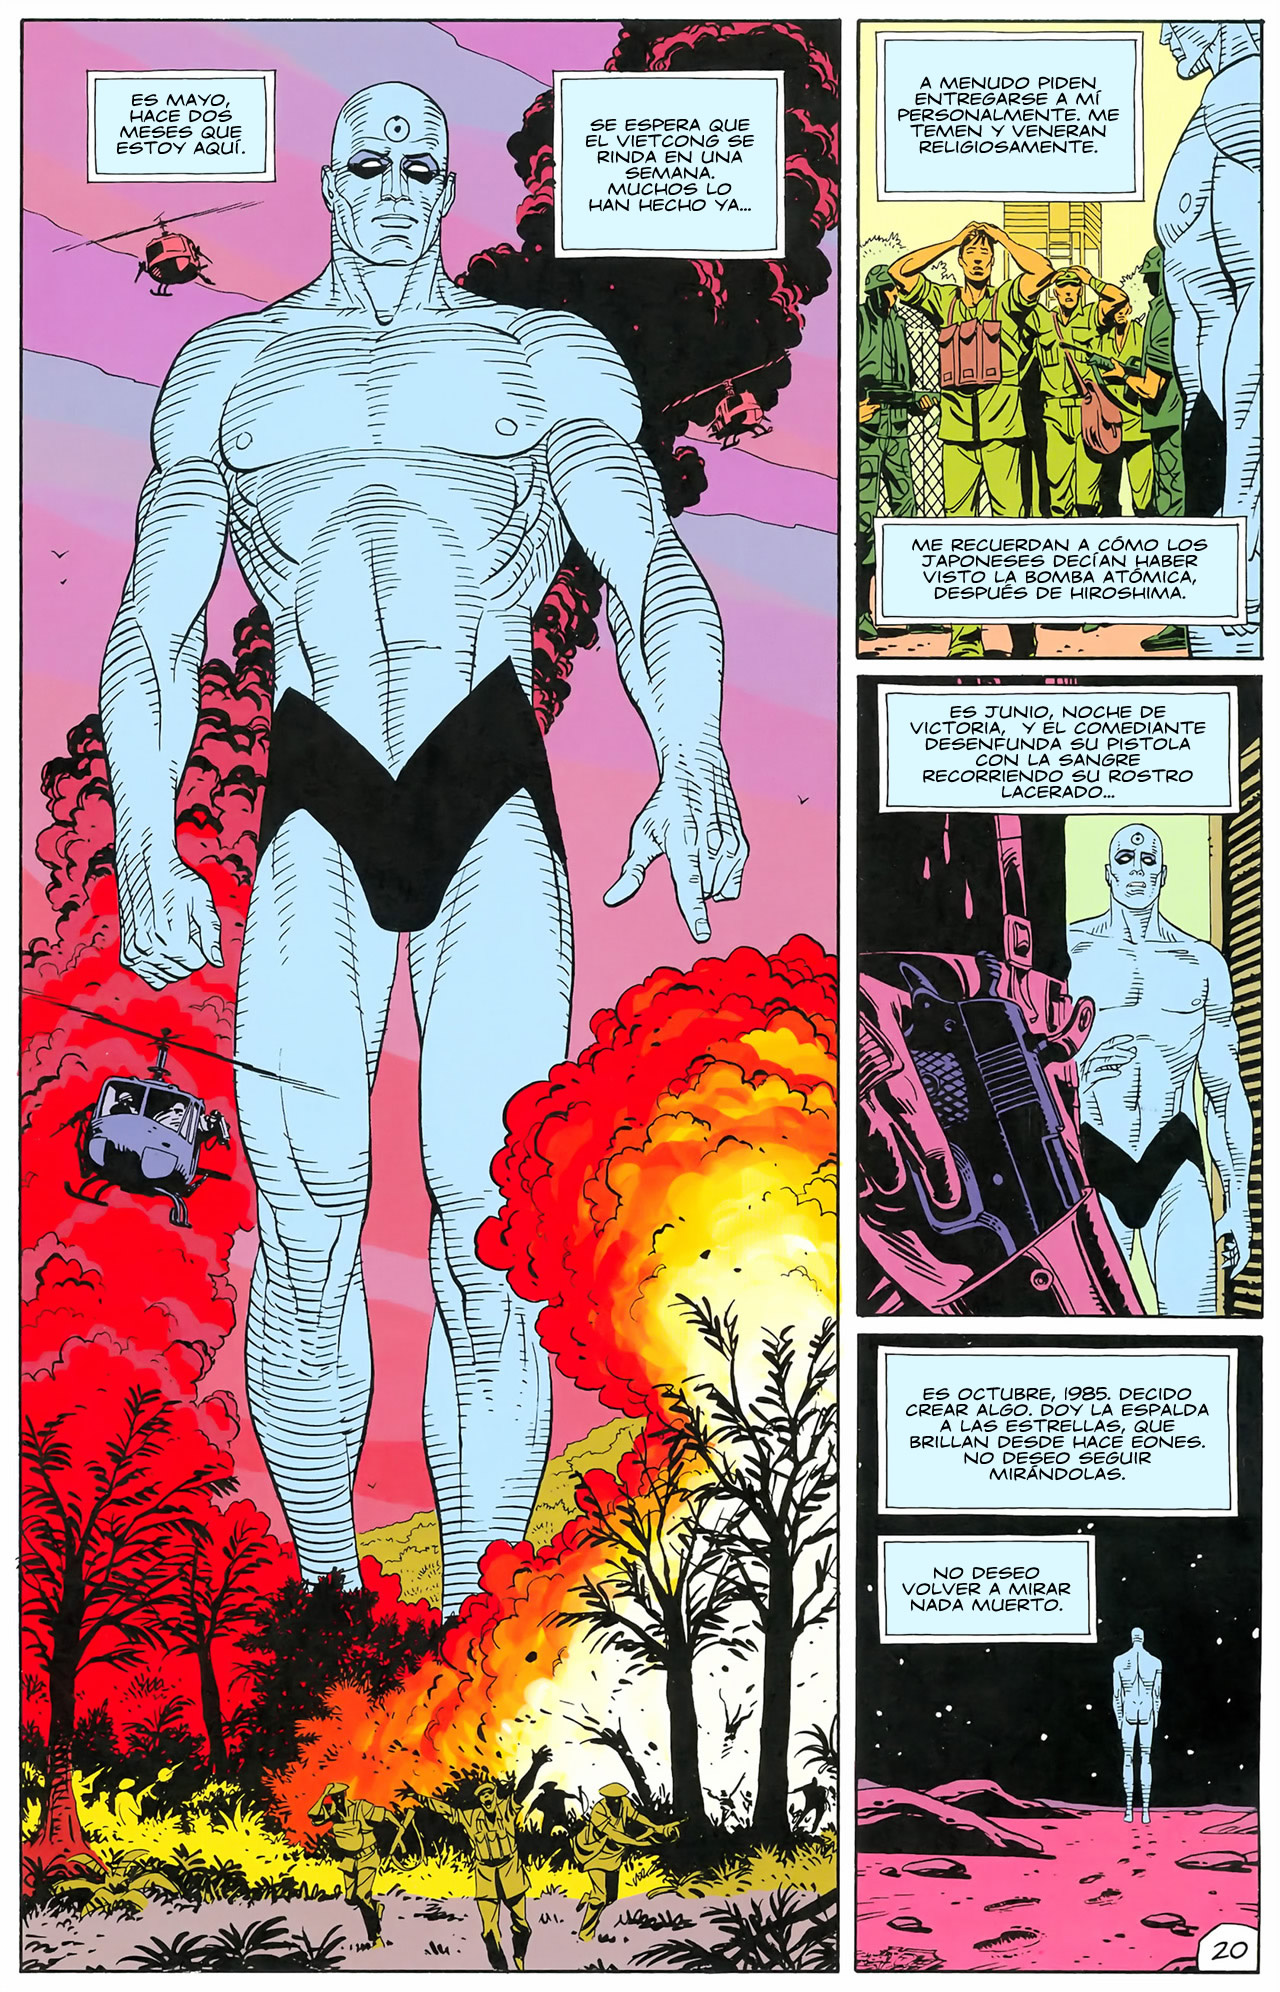 ES MAYO,
HACE DOS
MESES QUE
ESTOY AQUÍ.
SE ESPERA QUE
EL VIETCONG SE
RINDA EN UNA
SEMANA.
MUCHOS LO
HAN HECHO YA...
A MENUDO PIDEN
ENTREGARSE A MÍ
PERSONALMENTE. ME
TEMEN Y VENERAN
RELIGIOSAMENTE.
ME RECUERDAN A CÓMO LOS
JAPONESES DECÍAN HABER
VISTO LA BOMBA ATÓMICA,
DESPUÉS DE HIROSHIMA.
ES JUNIO, NOCHE DE
VICTORIA, Y EL COMEDIANTE
DESENFUNDA SU PISTOLA
CON LA SANGRE
RECORRIENDO SU ROSTRO
LACERADO...
ES OCTUBRE, 1985. DECIDO
CREAR ALGO. DOY LA ESPALDA
A LAS ESTRELLAS, QUE
BRILLAN DESDE HACE EONES.
NO DESEO SEGUIR
MIRÁNDOLAS.
NO DESEO
VOLVER A MIRAR
NADA MUERTO.
20